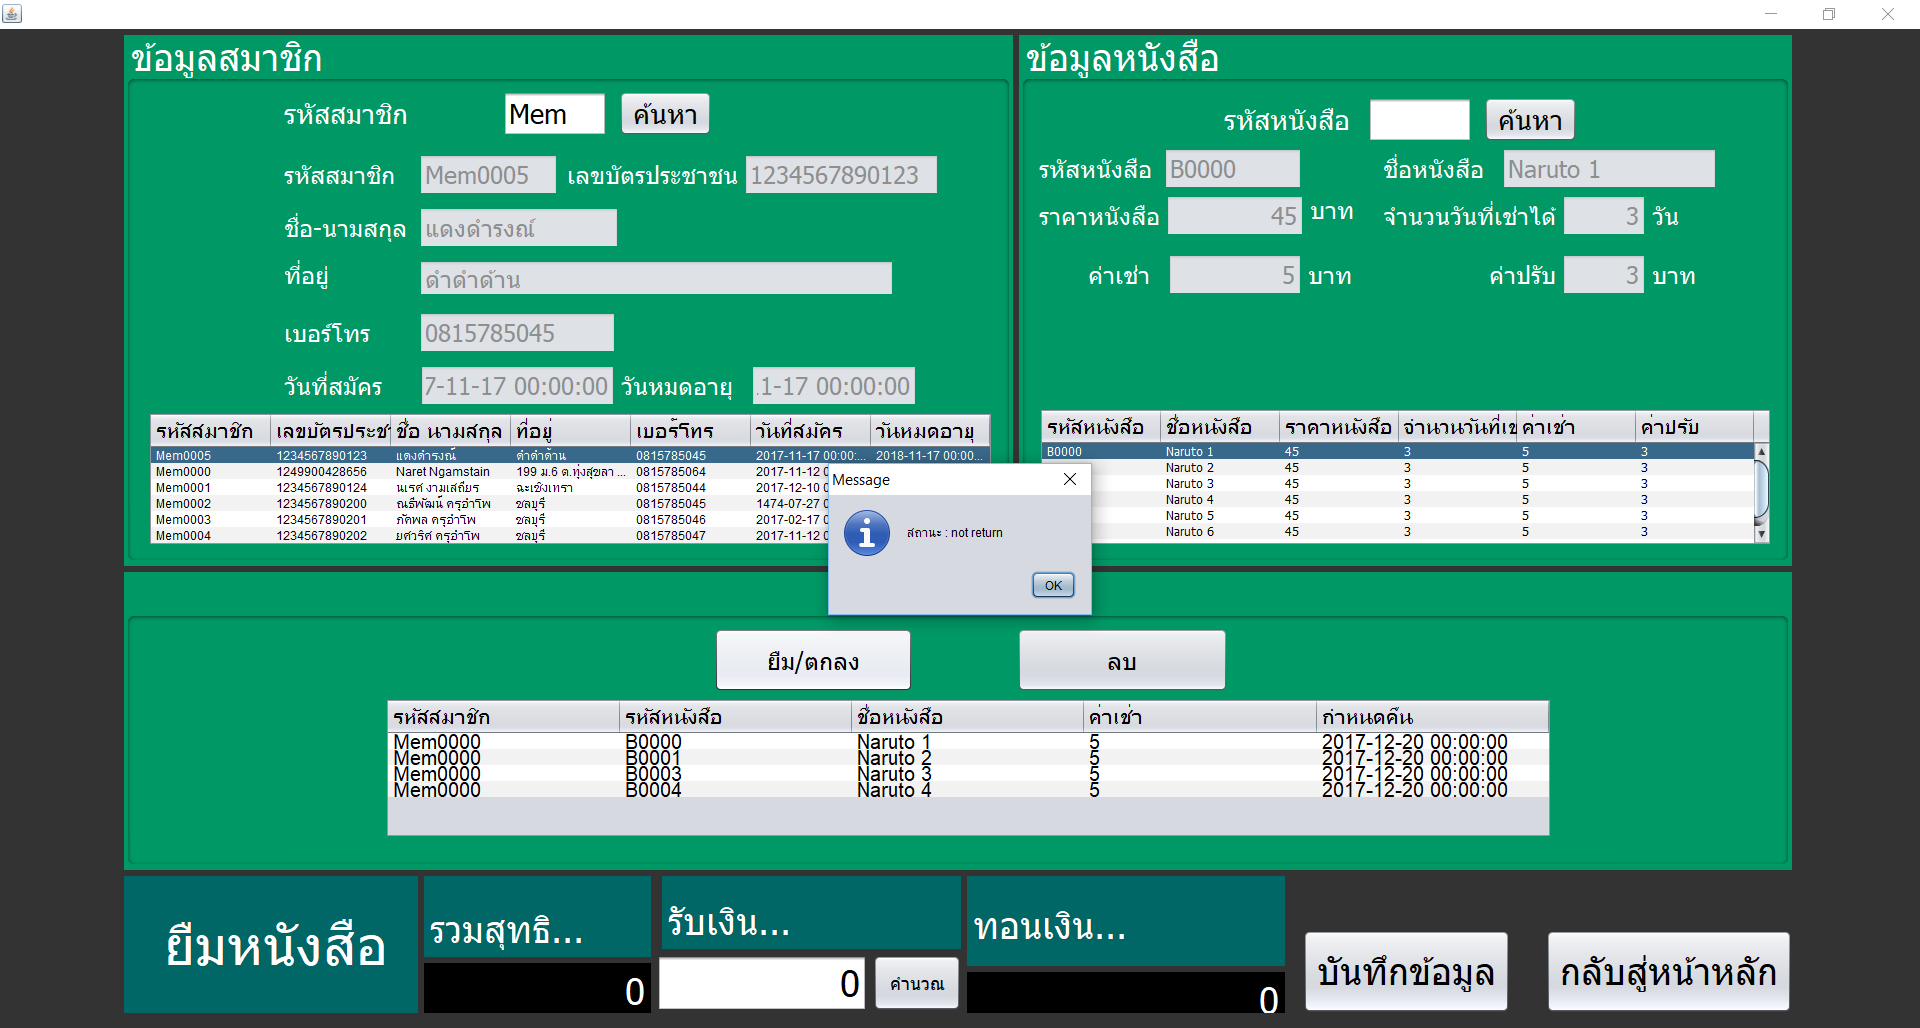 ข้อมูลสมาชิก
รหัสสมาชิก Mem ค้นหา
รหัสสมาชิก Mem0005 เลขบัตรประชาชน 1234567890123
ชื่อ-นามสกุล แดงดำรงณ์
ที่อยู่ ดำดำด้าน
เบอร์โทร 0815785045
วันที่สมัคร 7-11-17 00:00:00 วันหมดอายุ .1-17 00:00:00
รหัสสมาชิก เลขบัตรประชา ชื่อ นามสกุล ที่อยู่ เบอร์โทร วันที่สมัคร วันหมดอายุ
Mem0005 1234567890123 แดงดำรงณ์ ดำดำด้าน 0815785045 2017-11-17 00:00:... 2018-11-17 00:00...
Mem0000 1249900428656 Naret Ngamstain 199 ม.6 ต.ทุ่งสุขลา ... 0815785064 2017-11-12 0
Mem0001 1234567890124 นเรศ งามเสถียร ฉะเชิงเทรา 0815785044 2017-12-10 0
Mem0002 1234567890200 ณธีพัฒน์ ครุอำโพ ชลบุรี 0815785045 1474-07-27 0
Mem0003 1234567890201 ภัคพล ครุอำโพ ชลบุรี 0815785046 2017-02-17 0
Mem0004 1234567890202 ยศวริศ ครุอำโพ ชลบุรี 0815785047 2017-11-12 0
ข้อมูลหนังสือ
รหัสหนังสือ ค้นหา
รหัสหนังสือ B0000 ชื่อหนังสือ Naruto 1
ราคาหนังสือ 45 บาท จำนวนวันที่เช่าได้ 3 วัน
ค่าเช่า 5 บาท ค่าปรับ 3 บาท
รหัสหนังสือ ชื่อหนังสือ ราคาหนังสือ จำนานวันที่เช ค่าเช่า ค่าปรับ
B0000 Naruto 1 45 3 5 3
Naruto 2 45 3 5 3
Naruto 3 45 3 5 3
Naruto 4 45 3 5 3
Naruto 5 45 3 5 3
Naruto 6 45 3 5 3
Message
สถานะ : not return
OK
ยืม/ตกลง ลบ
รหัสสมาชิก รหัสหนังสือ ชื่อหนังสือ ค่าเช่า กำหนดคืน
Mem0000 B0000 Naruto 1 5 2017-12-20 00:00:00
Mem0000 B0001 Naruto 2 5 2017-12-20 00:00:00
Mem0000 B0003 Naruto 3 5 2017-12-20 00:00:00
Mem0000 B0004 Naruto 4 5 2017-12-20 00:00:00
ยืมหนังสือ
รวมสุทธิ...
0
รับเงิน...
0 คำนวณ
ทอนเงิน...
0
บันทึกข้อมูล กลับสู่หน้าหลัก